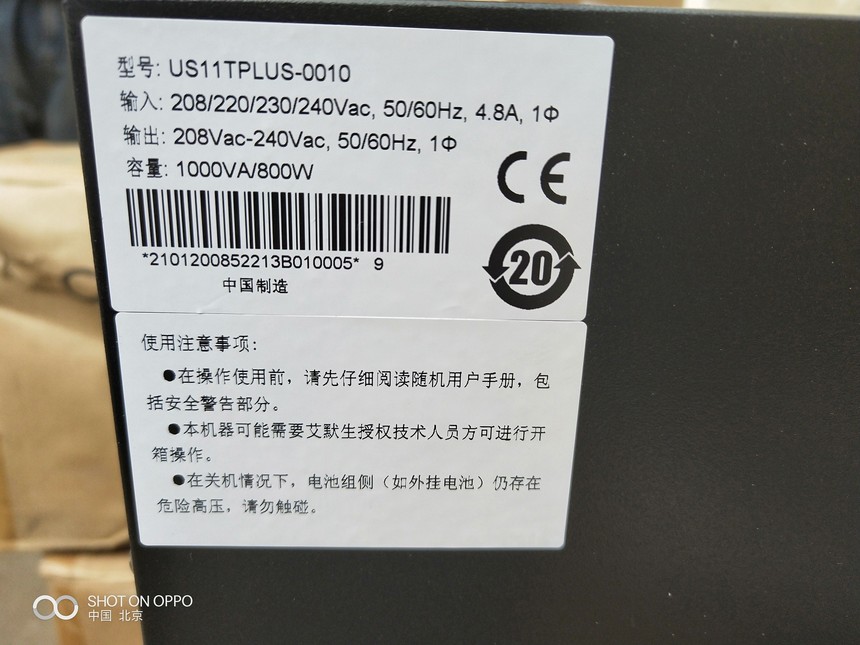 型号: US11TPLUS-0010
输入: 208/220/230/240Vac, 50/60Hz, 4.8A, 1Φ
输出: 208Vac-240Vac, 50/60Hz, 1Φ
容量: 1000VA/800W
CE
*2101200852213B010005* 9
20
中国制造
使用注意事项:
●在操作使用前，请先仔细阅读随机用户手册，包
括安全警告部分。
●本机器可能需要艾默生授权技术人员方可进行开
箱操作。
●在关机情况下，电池组侧（如外挂电池）仍存在
危险高压，请勿触碰。
SHOT ON OPPO
中国 北京